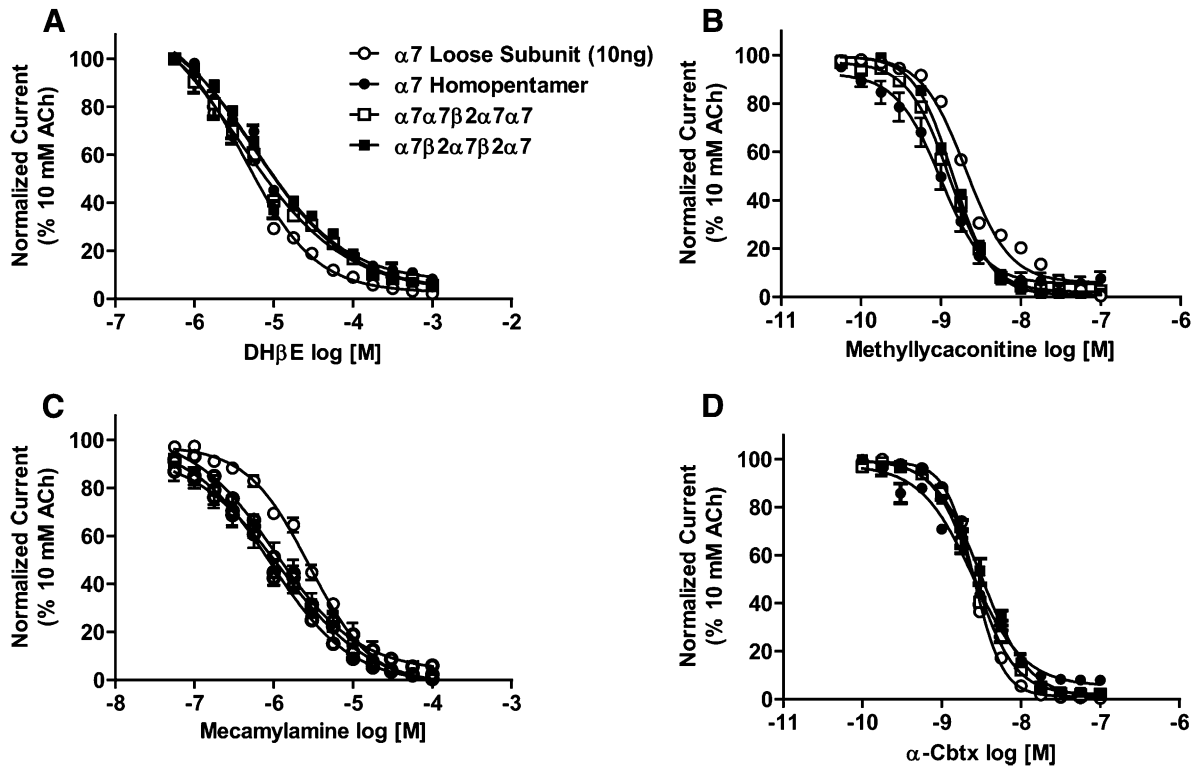 A
Normalized Current
(% 10 mM ACh)
100
80
60
40
20
0
-7
-6
-5
-4
-3
-2
DHβE log [M]
α7 Loose Subunit (10ng)
α7 Homopentamer
α7α7β2α7α7
α7β2α7β2α7
B
Normalized Current
(% 10 mM ACh)
100
80
60
40
20
0
-11
-10
-9
-8
-7
-6
Methyllycaconitine log [M]
C
Normalized Current
(% 10 mM ACh)
100
80
60
40
20
0
-8
-7
-6
-5
-4
-3
Mecamylamine log [M]
D
Normalized Current
(% 10 mM ACh)
100
80
60
40
20
0
-11
-10
-9
-8
-7
-6
α-Cbtx log [M]